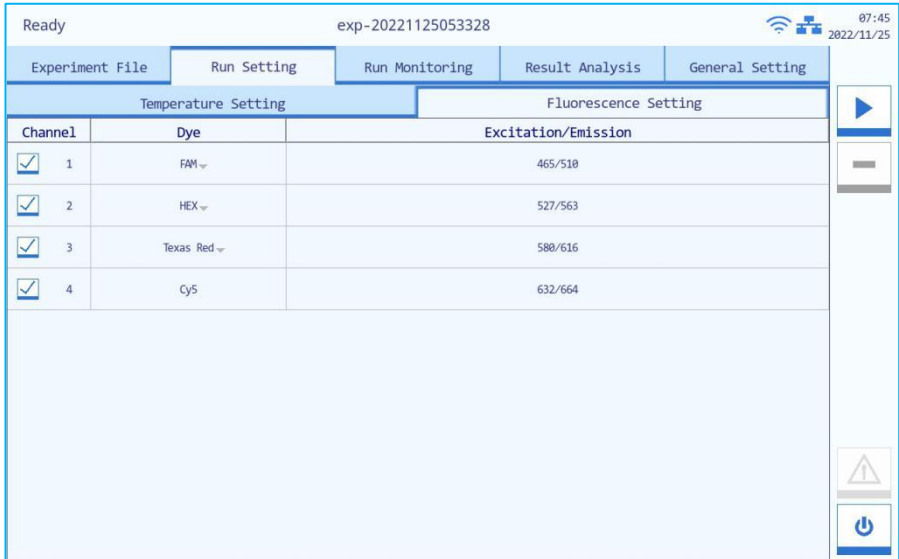 Ready exp-20221125053328 07:45
2022/11/25
Experiment File Run Setting Run Monitoring Result Analysis General Setting
Temperature Setting Fluorescence Setting
Channel Dye Excitation/Emission
1 FAM 465/510
2 HEX 527/563
3 Texas Red 580/616
4 Cy5 632/664